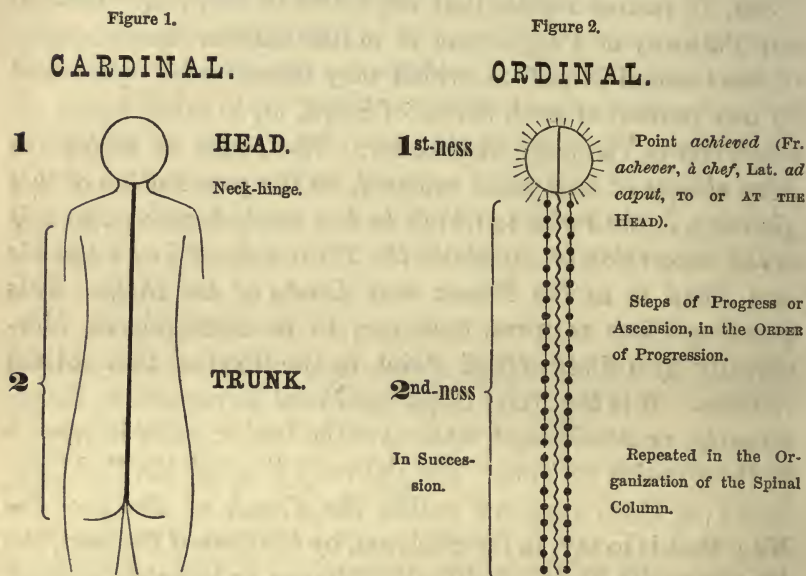 Figure 1.
CARDINAL.
1
HEAD.
Neck-hinge.
2
TRUNK.
Figure 2.
ORDINAL.
1st-ness
Point achieved (Fr.
achever, à chef, Lat. ad
caput, TO or AT THE
HEAD).
Steps of Progress or
Ascension, in the ORDER
of Progression.
2nd-ness
In Succes-
sion.
Repeated in the Or-
ganization of the Spinal
Column.